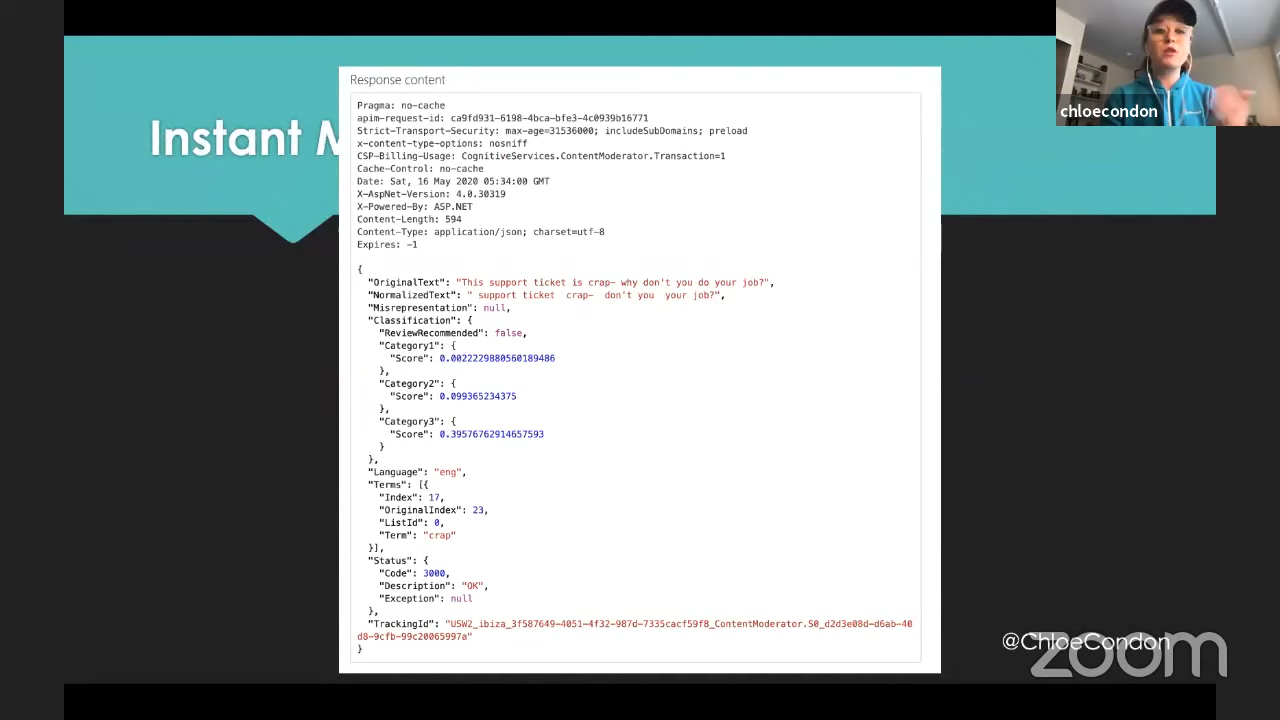 Instant M
Response content
Pragma: no-cache
apim-request-id: ca9fd931-6198-4bca-bfe3-4c0939b16771
Strict-Transport-Security: max-age=31536000; includeSubDomains; preload
x-content-type-options: nosniff
CSP-Billing-Usage: CognitiveServices.ContentModerator.Transaction=1
Cache-Control: no-cache
Date: Sat, 16 May 2020 05:34:00 GMT
X-AspNet-Version: 4.0.30319
X-Powered-By: ASP.NET
Content-Length: 594
Content-Type: application/json; charset=utf-8
Expires: -1
{
"OriginalText": "This support ticket is crap- why don't you do your job?",
"NormalizedText": " support ticket  crap-  don't you  your job?",
"Misrepresentation": null,
"Classification": {
"ReviewRecommended": false,
"Category1": {
"Score": 0.0022229880560189486
},
"Category2": {
"Score": 0.099365234375
},
"Category3": {
"Score": 0.39576762914657593
}
},
"Language": "eng",
"Terms": [{
"Index": 17,
"OriginalIndex": 23,
"ListId": 0,
"Term": "crap"
}],
"Status": {
"Code": 3000,
"Description": "OK",
"Exception": null
},
"TrackingId": "USW2_ibiza_3f587649-4051-4f32-987d-7335cacf59f8_ContentModerator.S0_d2d3e08d-d6ab-40
d8-9cfb-99c20065997a"
}
chloecondon
@ChloeCondon
zoom